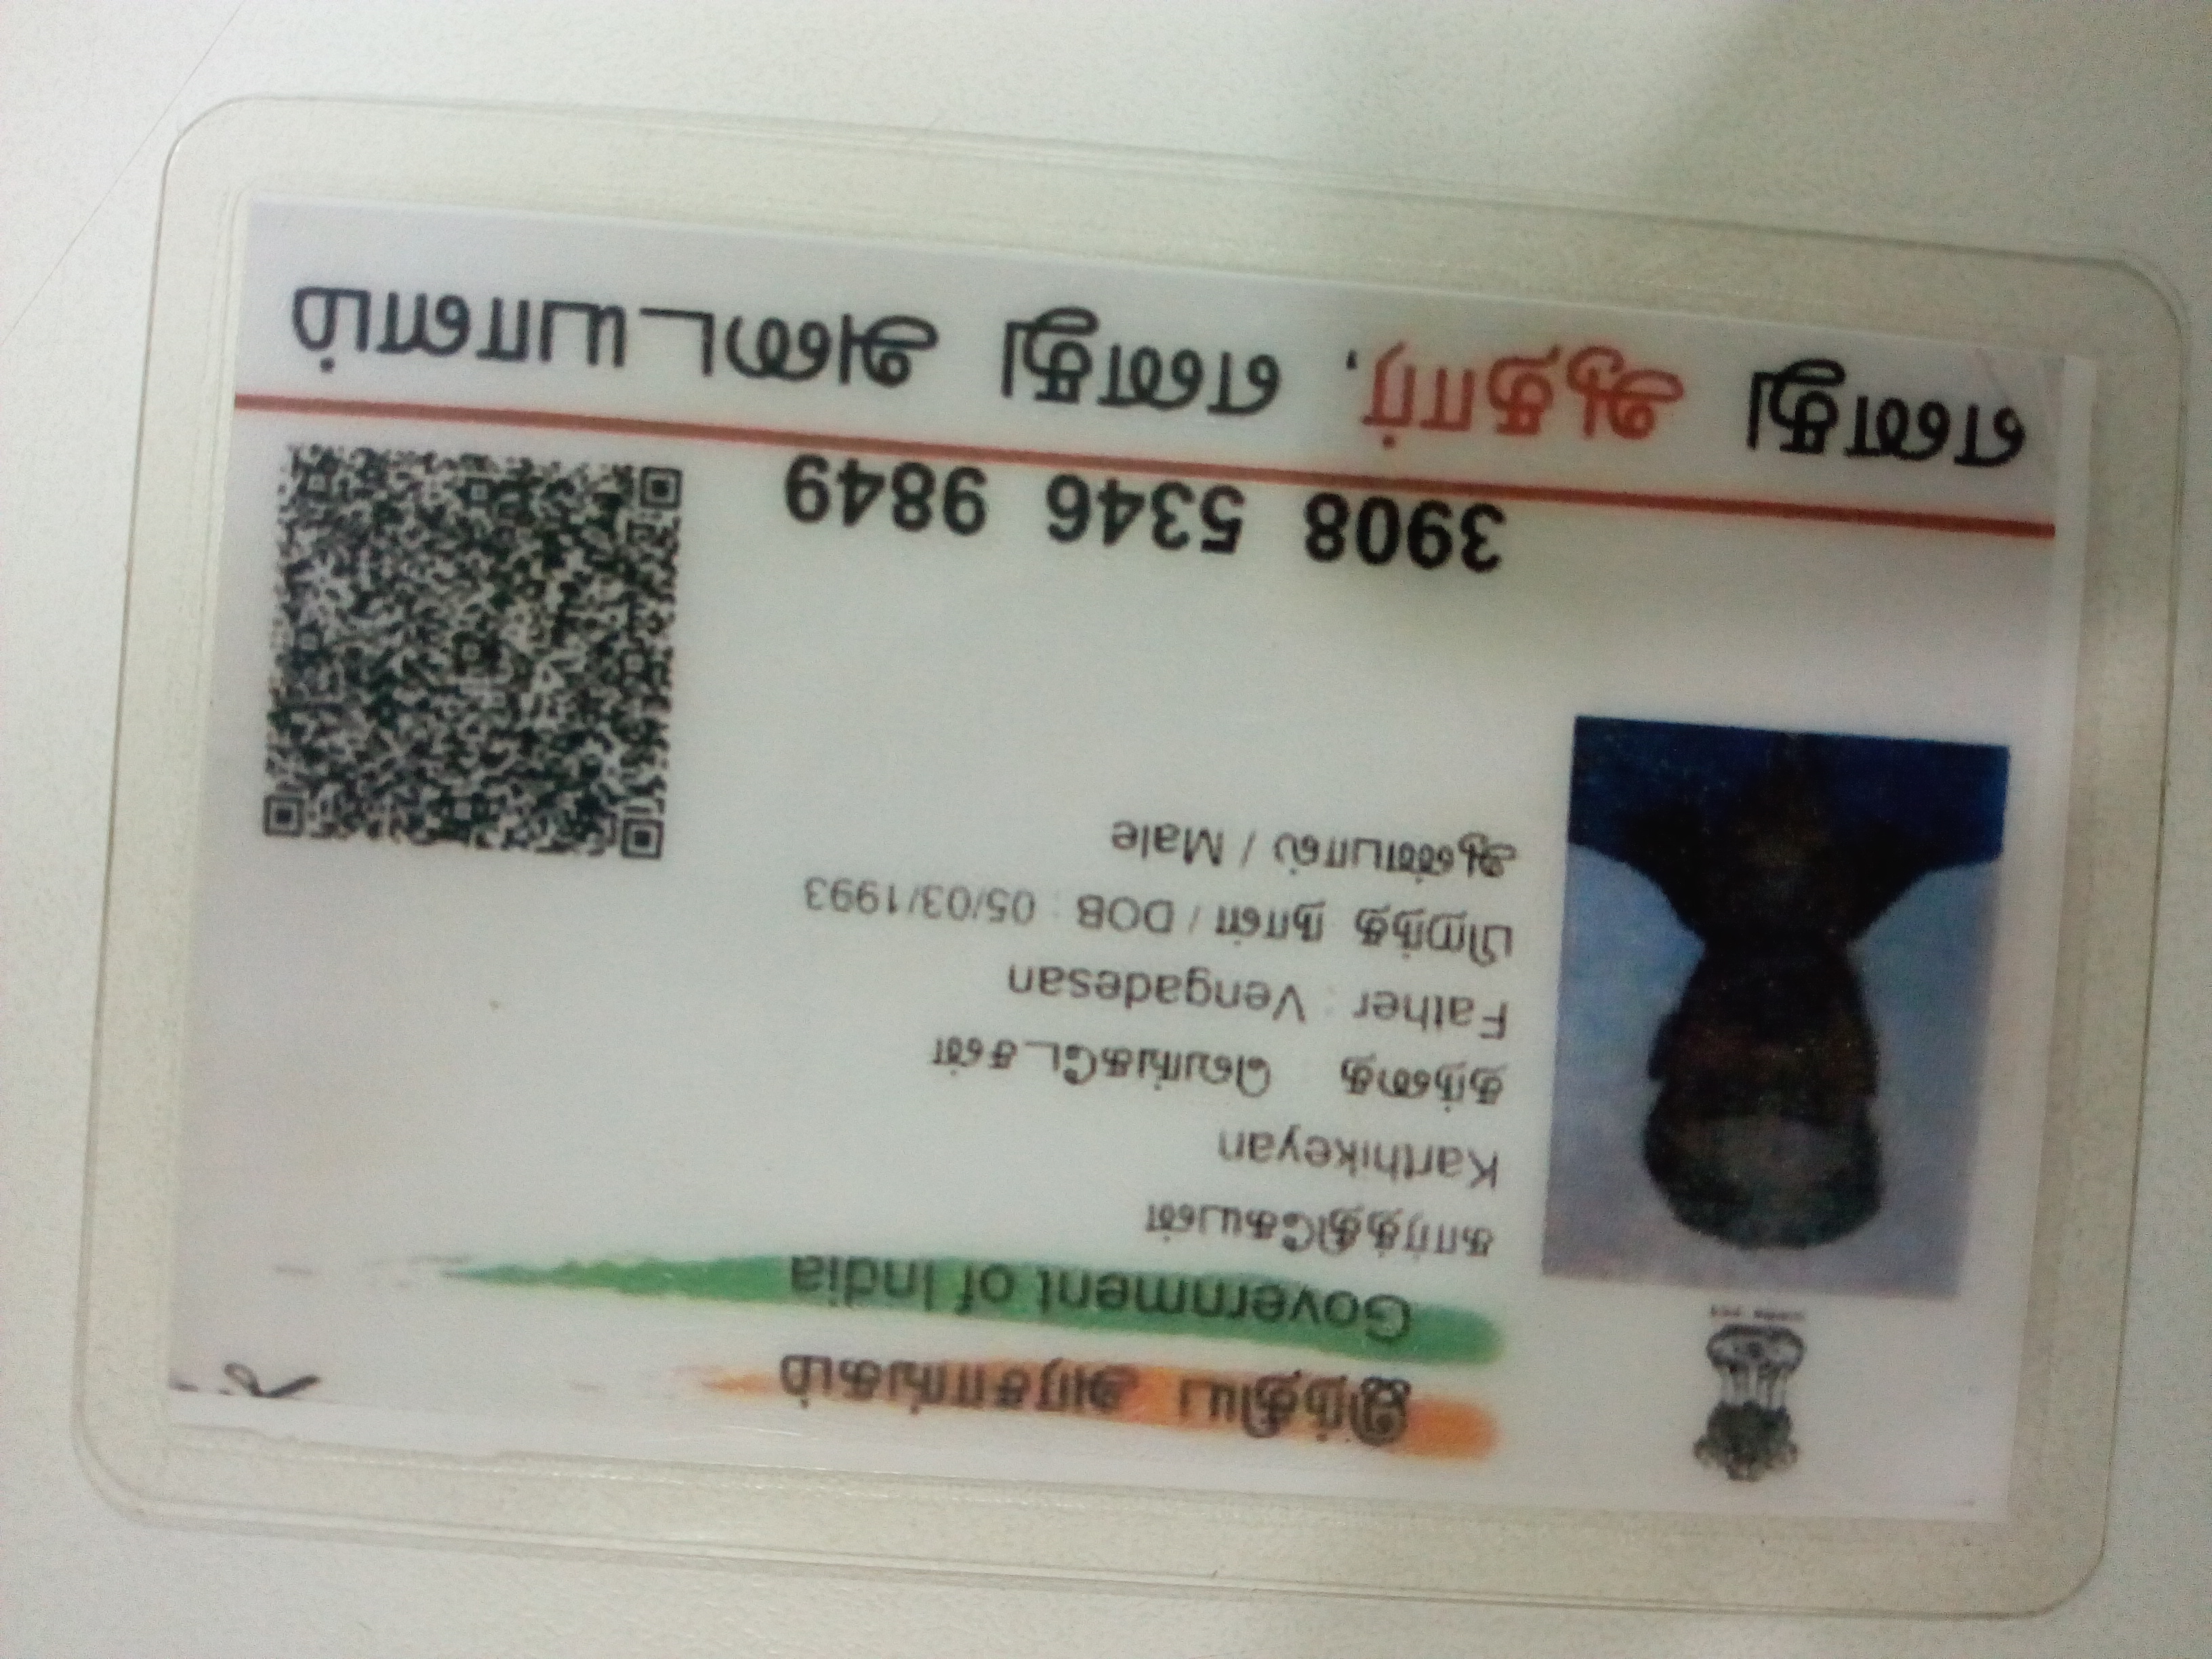 இந்திய அரசாங்கம்
Government of India
கார்த்திகேயன்
Karthikeyan
தந்தை : வெங்கடேசன்
Father : Vengadesan
பிறந்த நாள் / DOB : 05/03/1993
ஆண்பால் / Male
3908 5346 9849
எனது ஆதார், எனது அடையாளம்